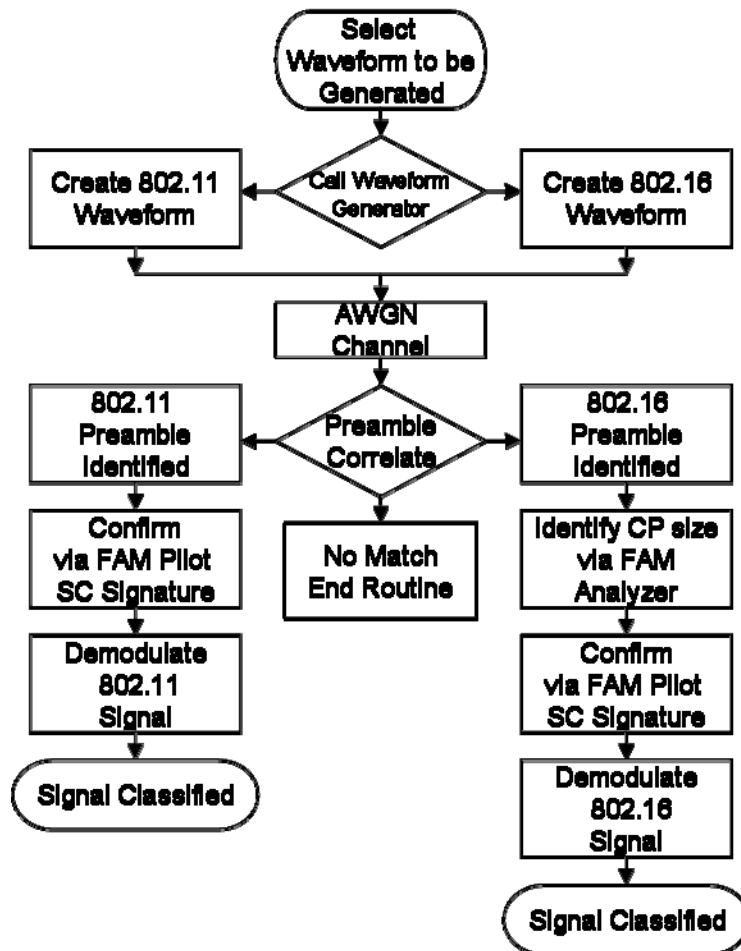 Select
Waveform to be
Generated
Create 802.11
Waveform
Call Waveform
Generator
Create 802.16
Waveform
AWGN
Channel
802.11
Preamble
Identified
Preamble
Correlate
802.16
Preamble
Identified
Confirm
via FAM Pilot
SC Signature
No Match
End Routine
Identify CP size
via FAM
Analyzer
Demodulate
802.11
Signal
Confirm
via FAM Pilot
SC Signature
Signal Classified
Demodulate
802.16
Signal
Signal Classified